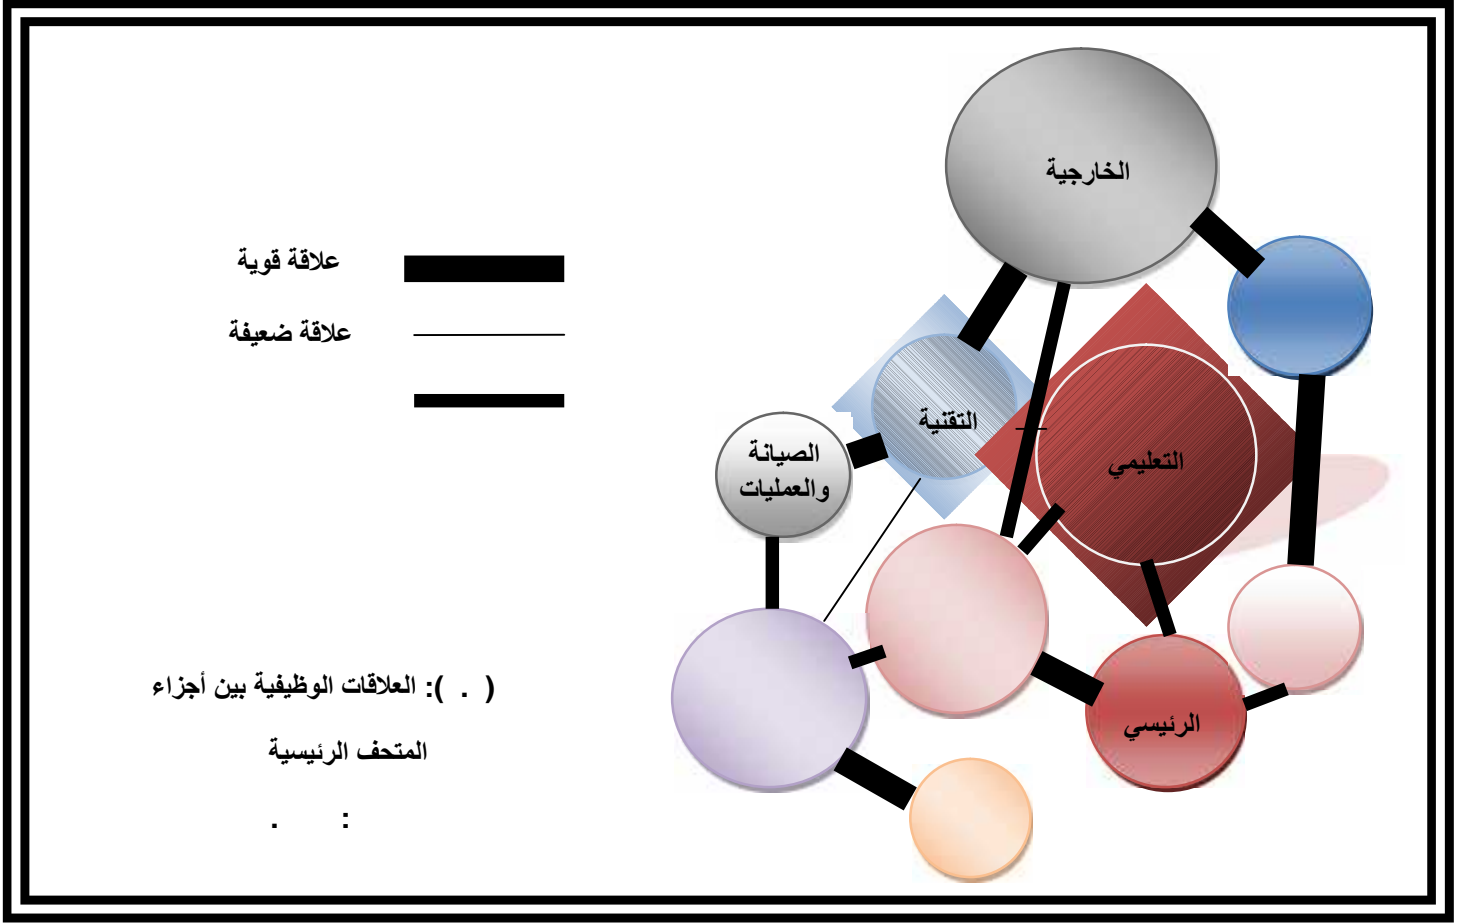 الخارجية
علاقة قوية
علاقة ضعيفة
التقنية
التعليمي
الصيانة
والعمليات
( . ): العلاقات الوظيفية بين أجزاء
الرئيسي
المتحف الرئيسية
: .